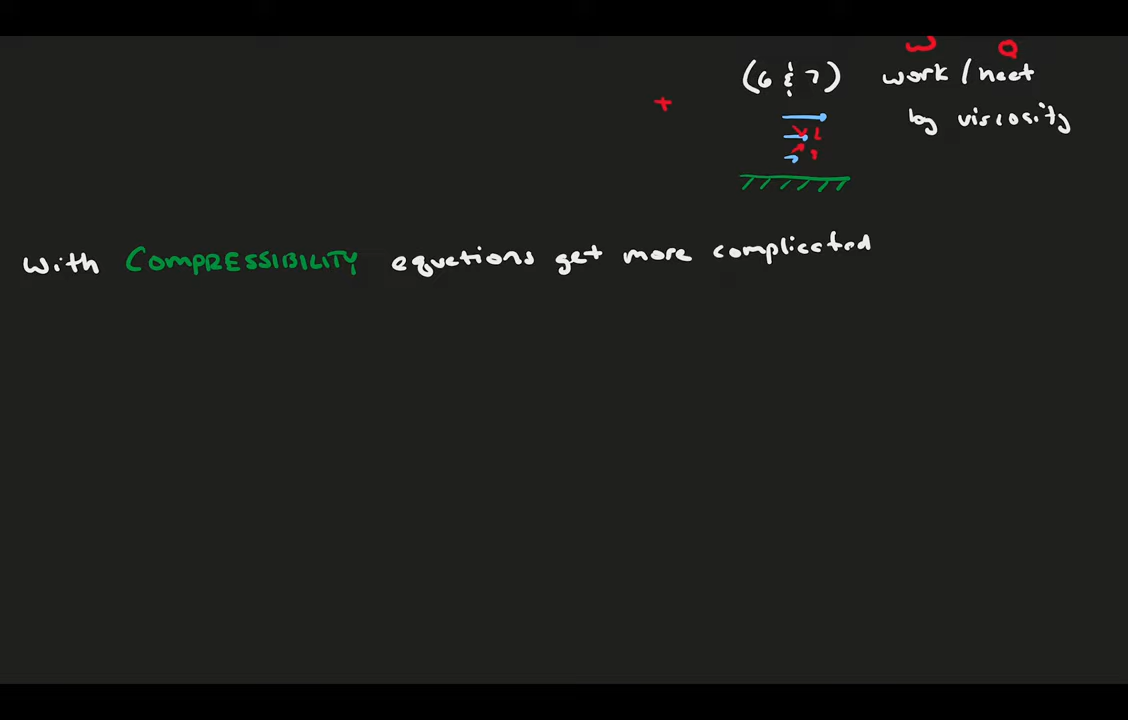 W Q
(6 & 7) work / heat
+
by viscosity
With COMPRESSIBILITY equations get more complicated